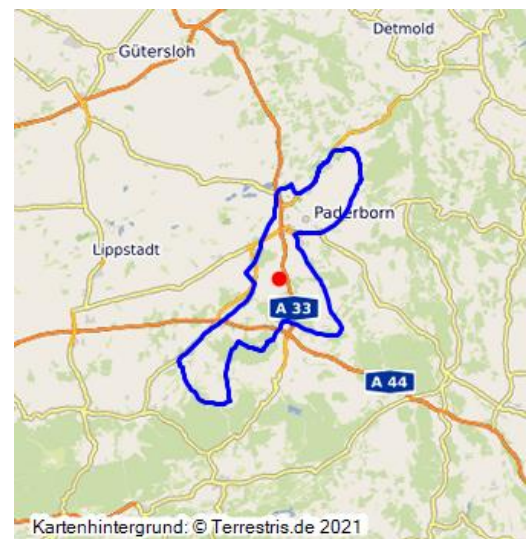 Detmold
Gütersloh
Paderborn
Lippstadt
A 33
A 44
Kartenhintergrund: © Terrestris.de 2021